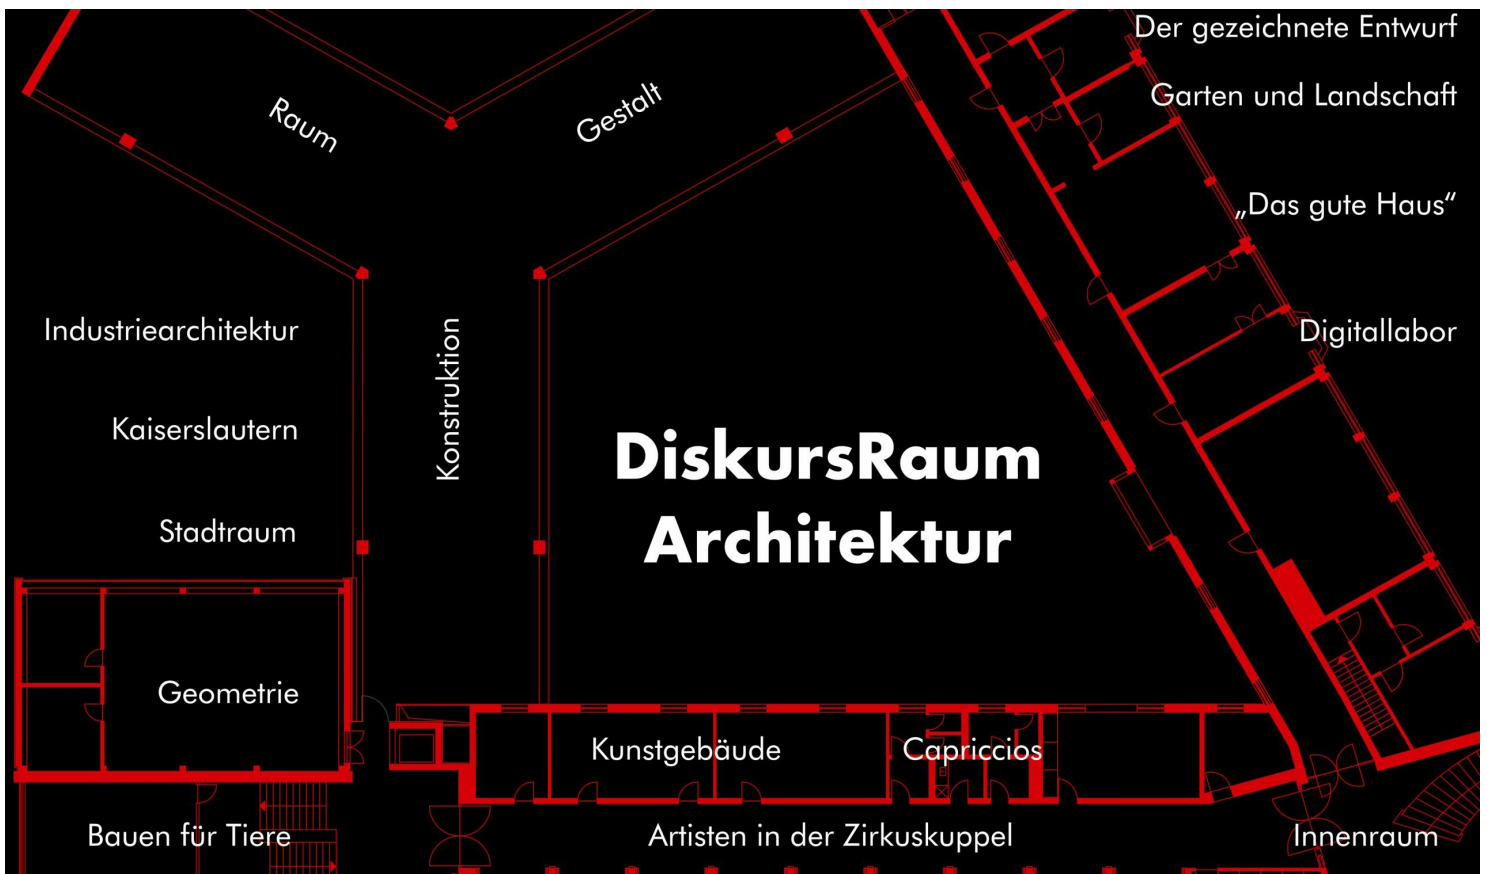 Der gezeichnete Entwurf
Garten und Landschaft
Raum
Gestalt
„Das gute Haus“
Industriearchitektur
Konstruktion
Digitallabor
Kaiserslautern
DiskursRaum
Architektur
Stadtraum
Geometrie
Kunstgebäude
Capriccios
Bauen für Tiere
Artisten in der Zirkuskuppel
Innenraum